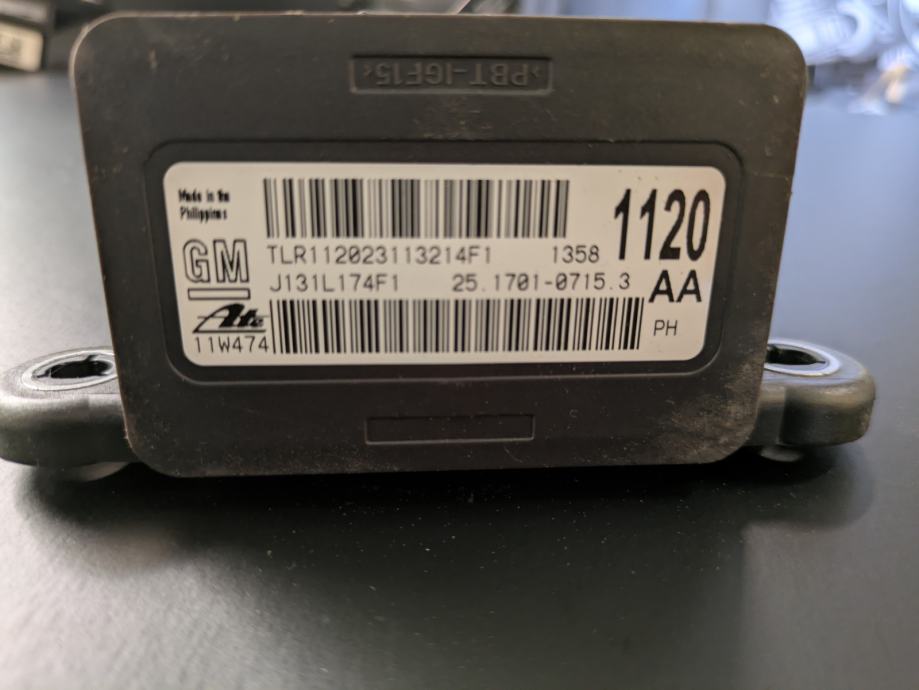 >PBT-IGF15<
Made in the
Philippines
1120
GM
TLR112023113214F1 1358
J131L174F1 25.1701-0715.3 AA
Ate
11W474 PH